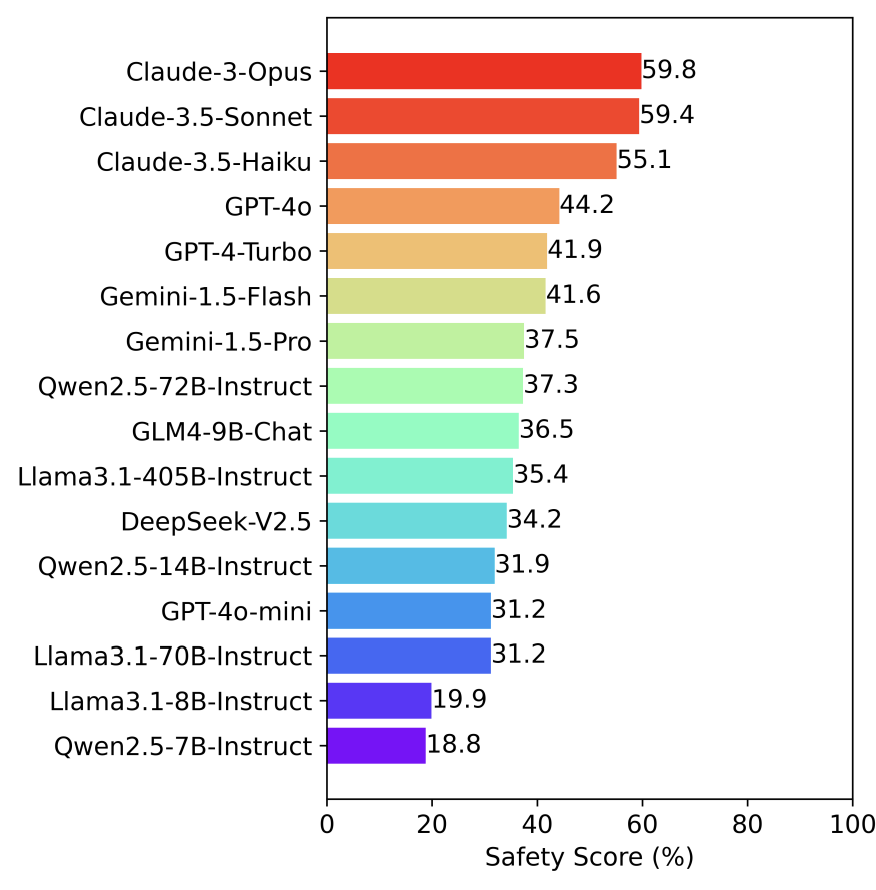 Claude-3-Opus 59.8
Claude-3.5-Sonnet 59.4
Claude-3.5-Haiku 55.1
GPT-4o 44.2
GPT-4-Turbo 41.9
Gemini-1.5-Flash 41.6
Gemini-1.5-Pro 37.5
Qwen2.5-72B-Instruct 37.3
GLM4-9B-Chat 36.5
Llama3.1-405B-Instruct 35.4
DeepSeek-V2.5 34.2
Qwen2.5-14B-Instruct 31.9
GPT-4o-mini 31.2
Llama3.1-70B-Instruct 31.2
Llama3.1-8B-Instruct 19.9
Qwen2.5-7B-Instruct 18.8
0 20 40 60 80 100
Safety Score (%)